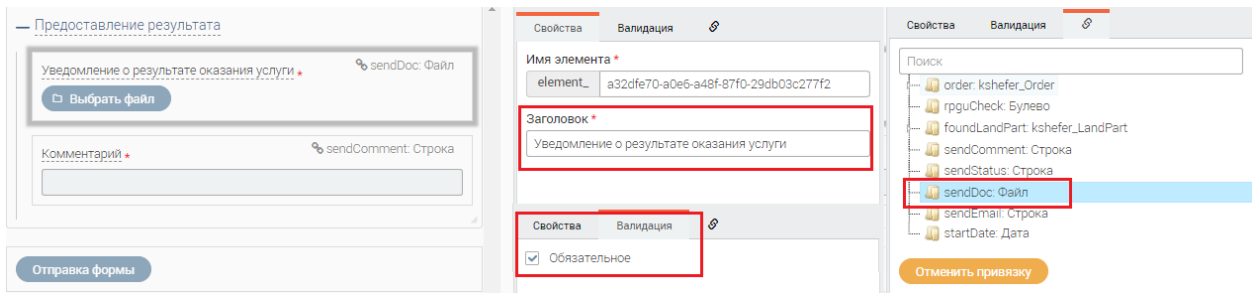 Предоставление результата
Уведомление о результате оказания услуги *
sendDoc: Файл
Выбрать файл
Комментарий *
sendComment: Строка
Отправка формы
Свойства Валидация
Имя элемента *
element_ a32dfe70-a0e6-a48f-87f0-29db03c277f2
Заголовок *
Уведомление о результате оказания услуги
Свойства Валидация
Обязательное
Свойства Валидация
Поиск
order: kshefer_Order
rpguCheck: Булево
foundLandPart: kshefer_LandPart
sendComment: Строка
sendStatus: Строка
sendDoc: Файл
sendEmail: Строка
startDate: Дата
Отменить привязку